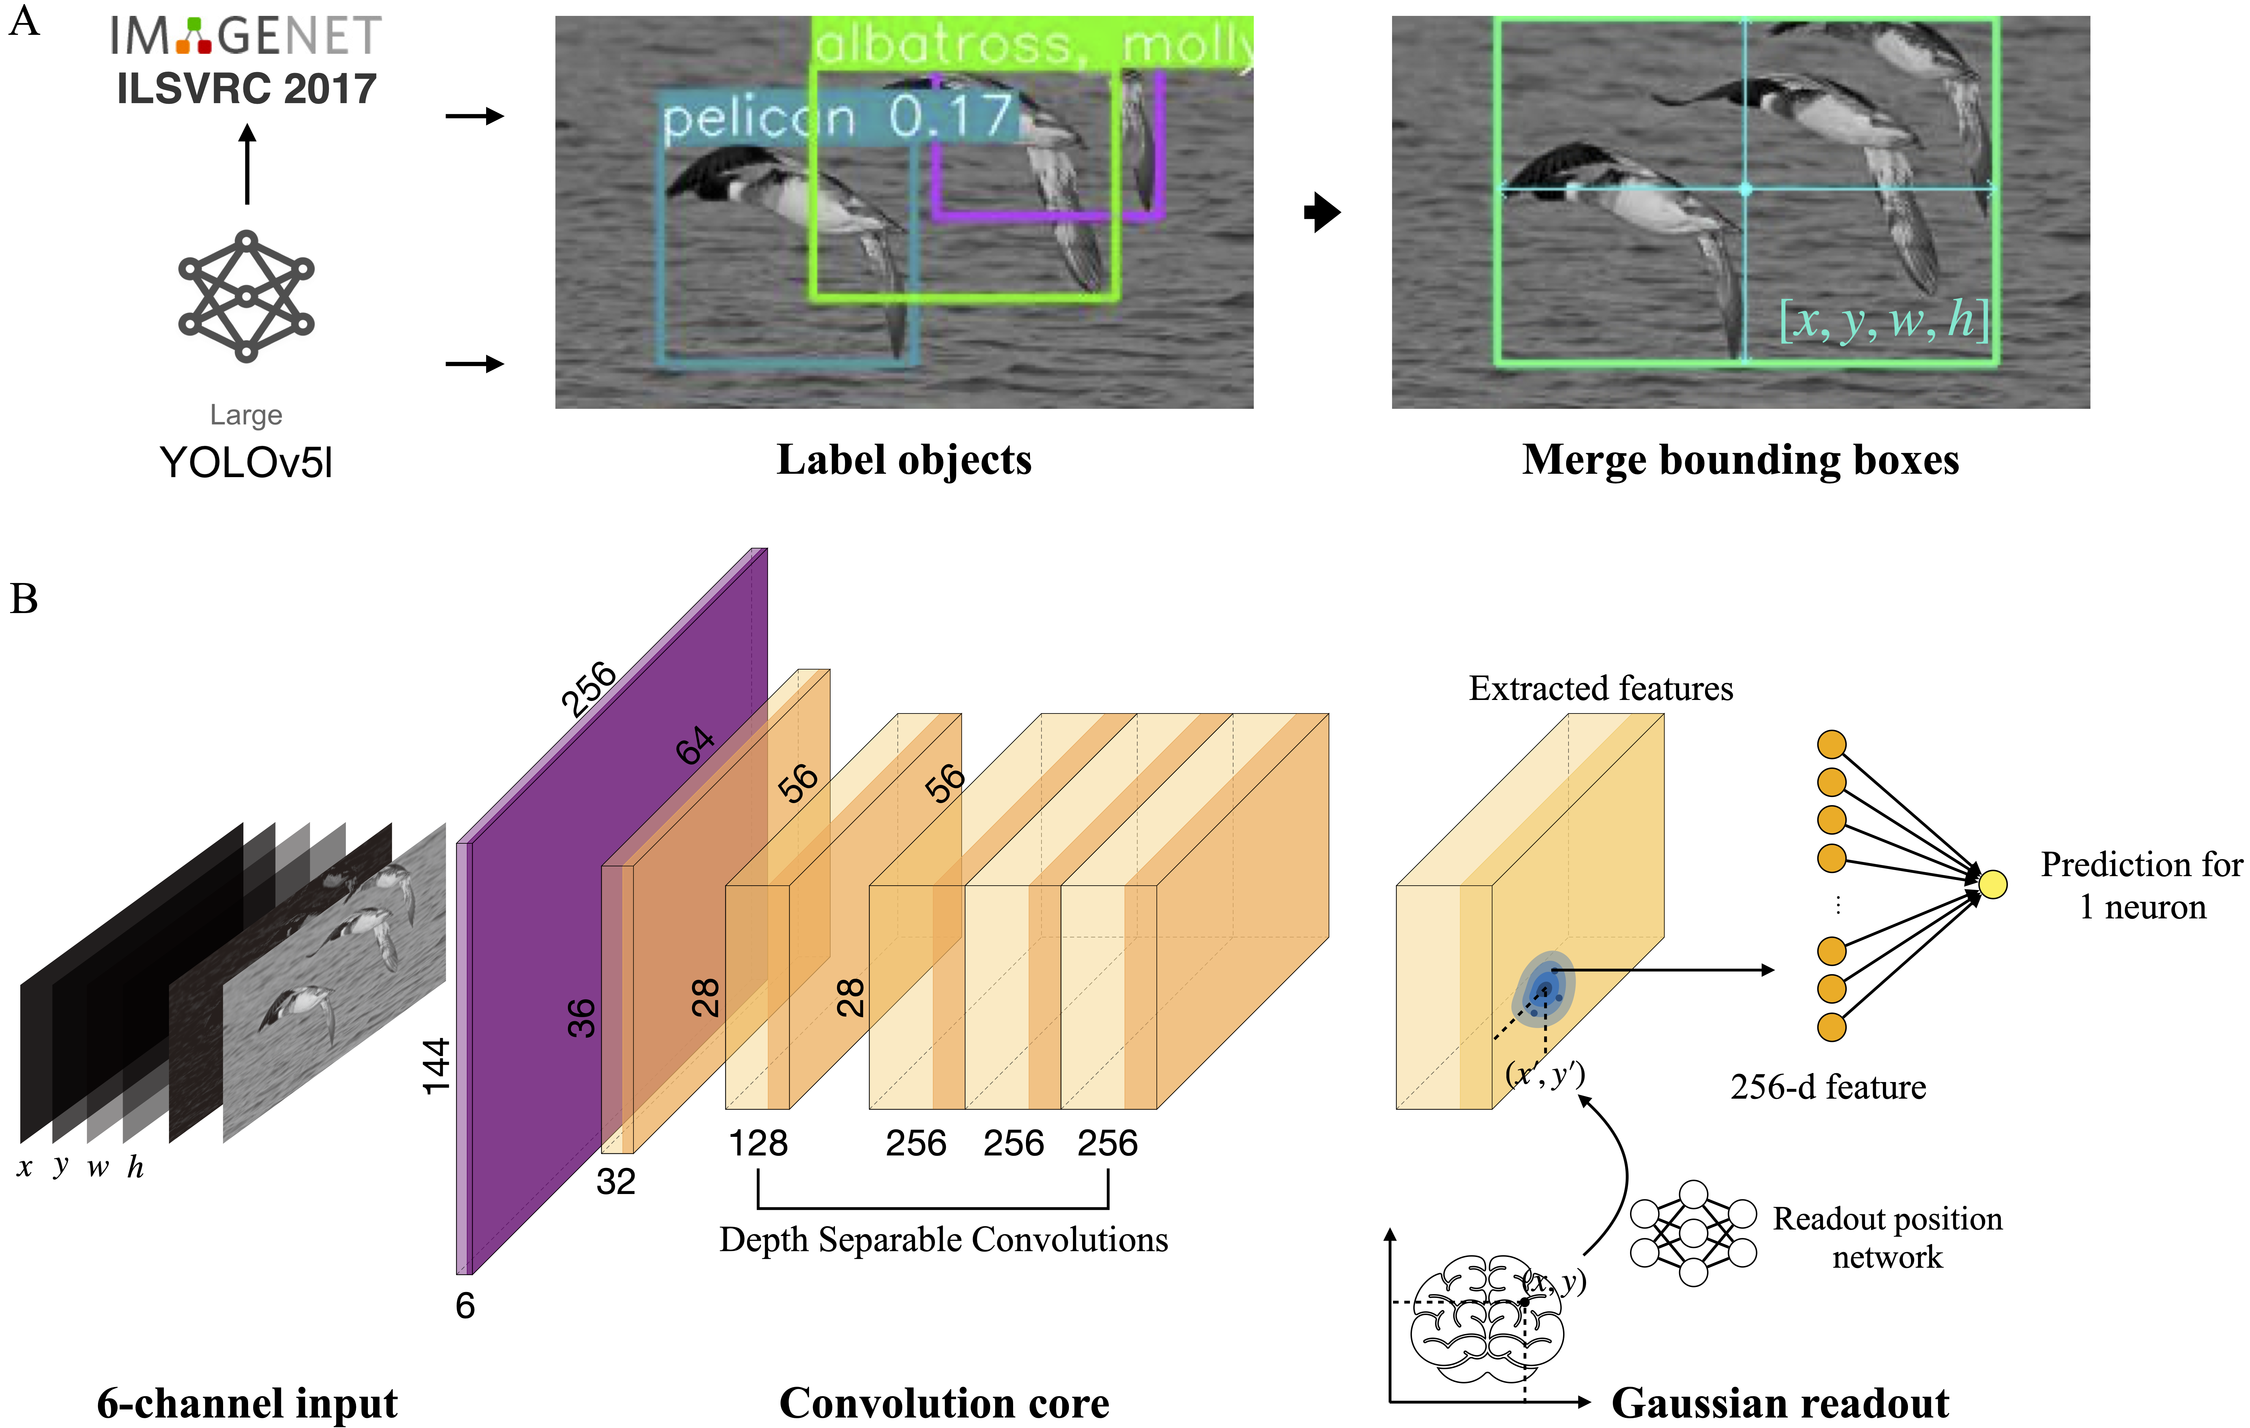 A
IMAGENET
ILSVRC 2017
Large
YOLOv5l
albatross, molly
pelican 0.17
Label objects
[x, y, w, h]
Merge bounding boxes
B
x y w h
6-channel input
256
144
6
64
36
32
56
28
128
56
28
256 256 256
Depth Separable Convolutions
Convolution core
Extracted features
(x′, y′)
256-d feature
Prediction for
1 neuron
Readout position
network
(x, y)
Gaussian readout